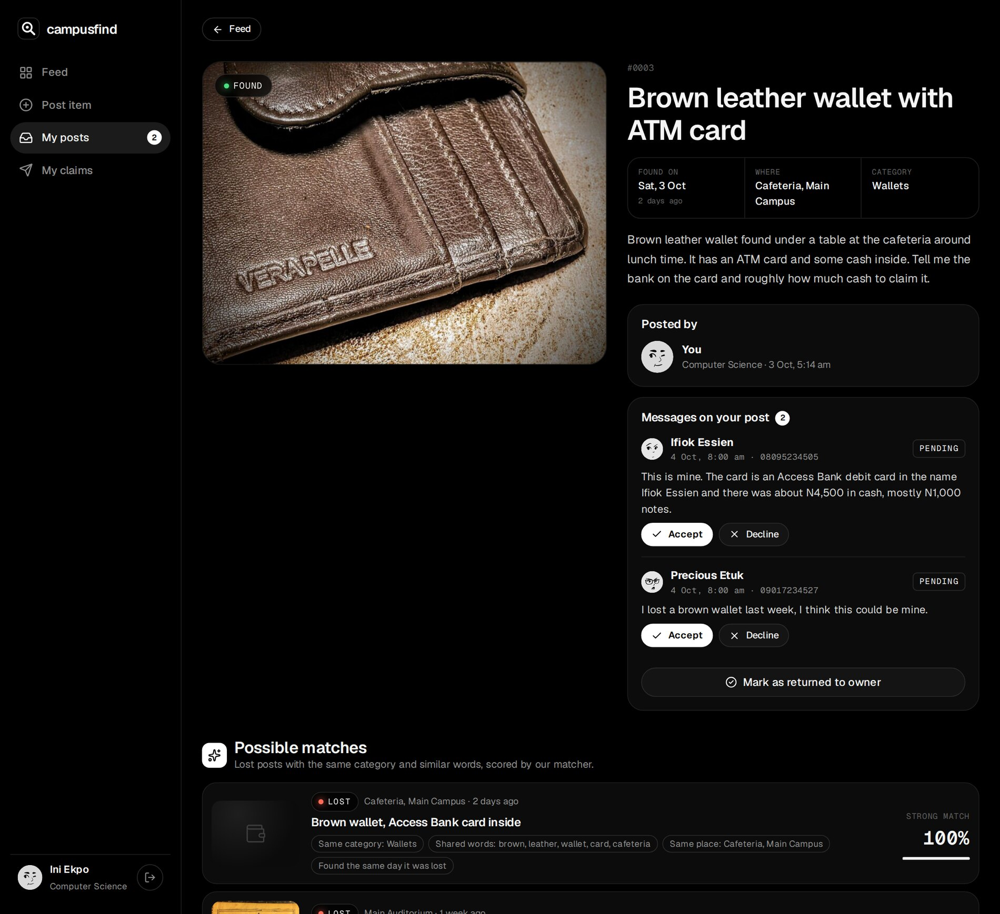 campusfind
Feed
Post item
My posts 2
My claims
Ini Ekpo
Computer Science
Feed
FOUND
VERAPELLE
#0003
Brown leather wallet with
ATM card
FOUND ON
Sat, 3 Oct
2 days ago
WHERE
Cafeteria, Main
Campus
CATEGORY
Wallets
Brown leather wallet found under a table at the cafeteria around
lunch time. It has an ATM card and some cash inside. Tell me the
bank on the card and roughly how much cash to claim it.
Posted by
You
Computer Science · 3 Oct, 5:14 am
Messages on your post 2
Ifiok Essien
4 Oct, 8:00 am · 08095234505
PENDING
This is mine. The card is an Access Bank debit card in the name
Ifiok Essien and there was about N4,500 in cash, mostly N1,000
notes.
Accept
Decline
Precious Etuk
4 Oct, 8:00 am · 09017234527
PENDING
I lost a brown wallet last week, I think this could be mine.
Accept
Decline
Mark as returned to owner
Possible matches
Lost posts with the same category and similar words, scored by our matcher.
LOST Cafeteria, Main Campus · 2 days ago
Brown wallet, Access Bank card inside
Same category: Wallets
Shared words: brown, leather, wallet, card, cafeteria
Same place: Cafeteria, Main Campus
Found the same day it was lost
STRONG MATCH
100%
LOST Main Auditorium · 1 week ago